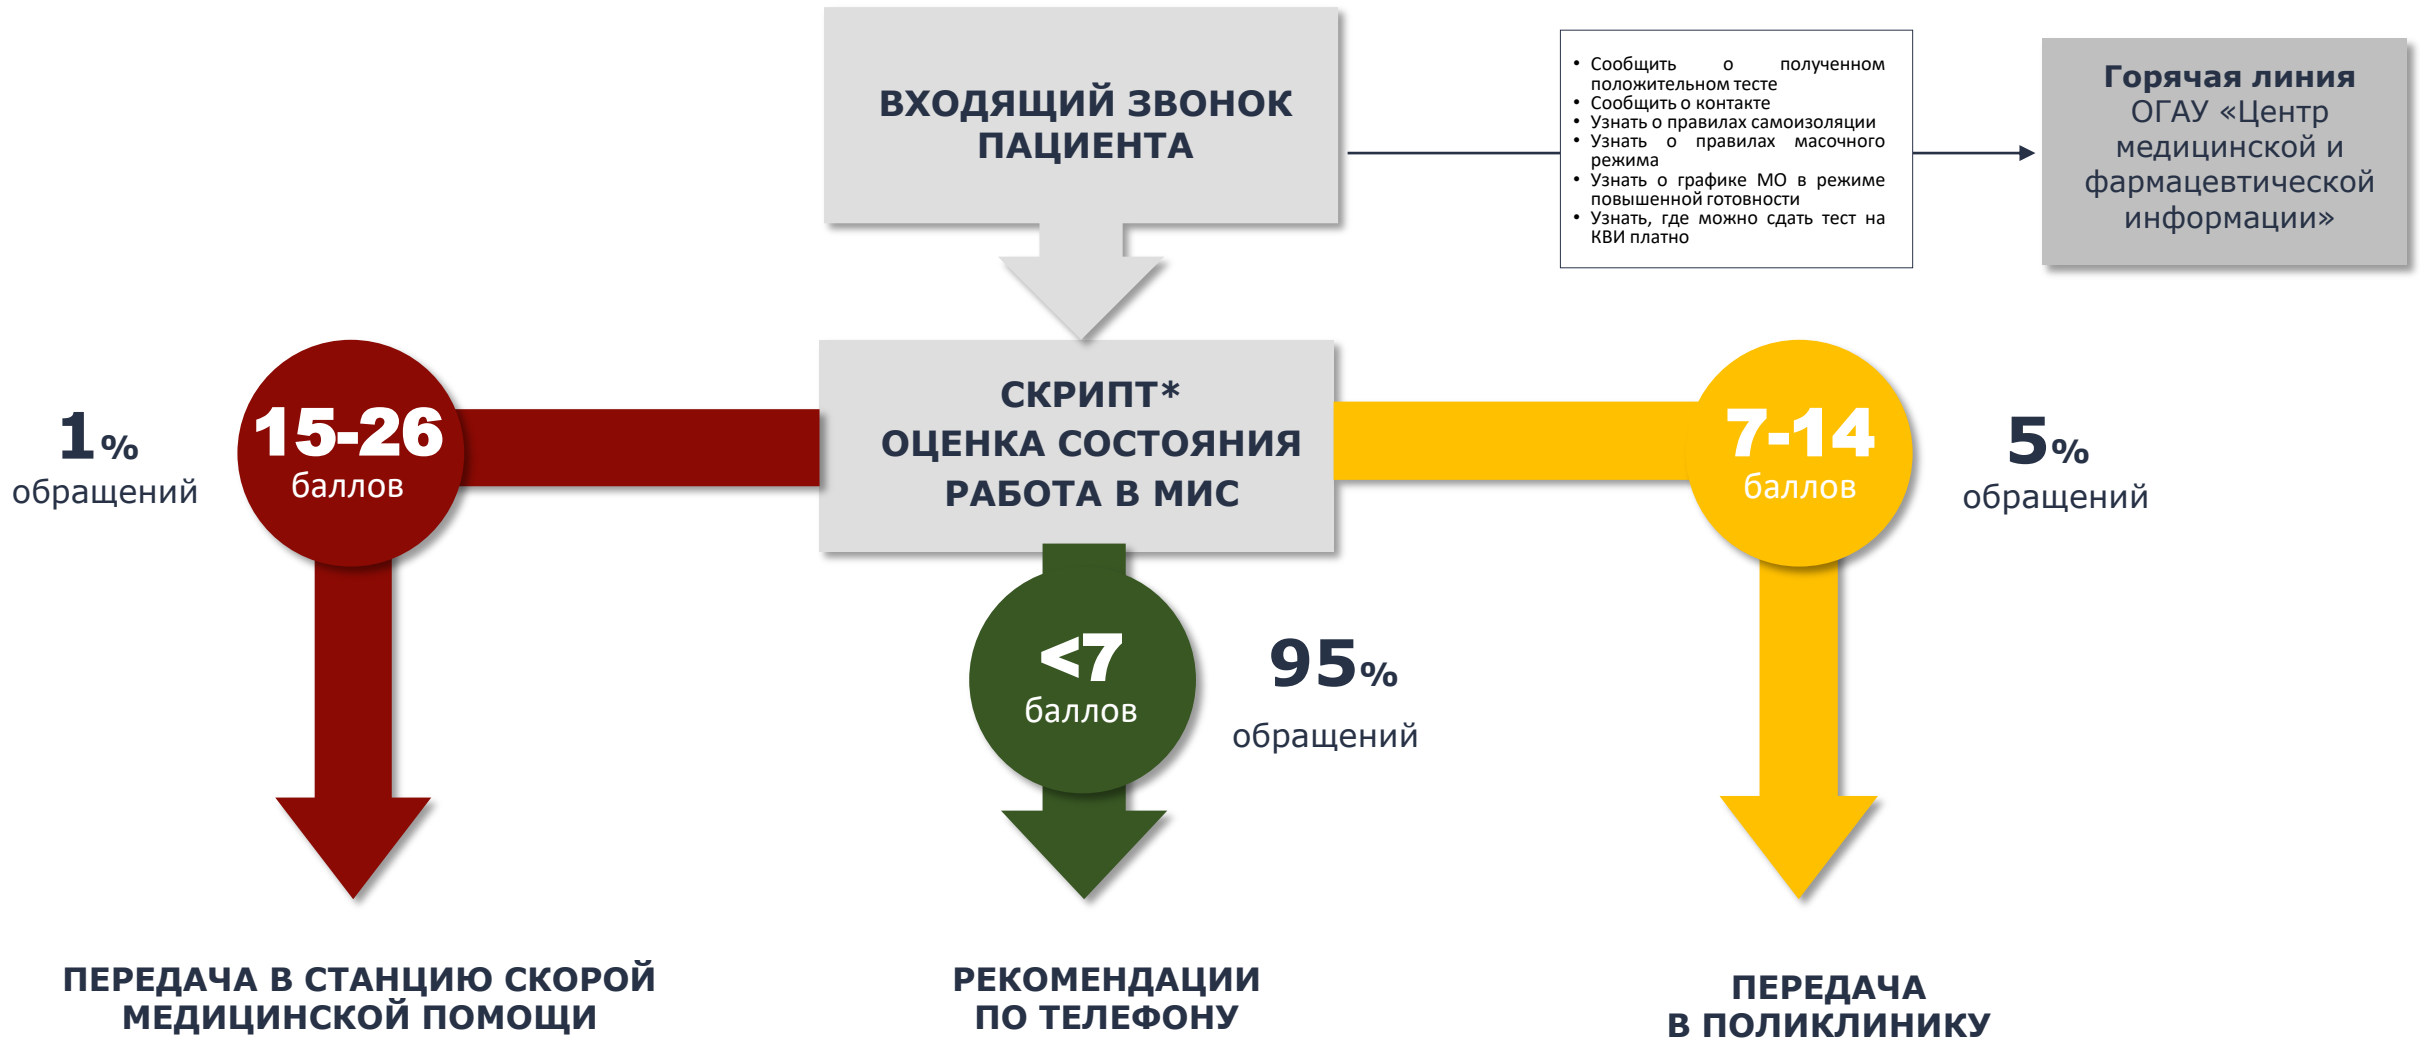 ВХОДЯЩИЙ ЗВОНОК
ПАЦИЕНТА
• Сообщить о полученном
положительном тесте
• Сообщить о контакте
• Узнать о правилах самоизоляции
• Узнать о правилах масочного
режима
• Узнать о графике МО в режиме
повышенной готовности
• Узнать, где можно сдать тест на
КВИ платно
Горячая линия
ОГАУ «Центр
медицинской и
фармацевтической
информации»
1%
обращений
15-26
баллов
СКРИПТ*
ОЦЕНКА СОСТОЯНИЯ
РАБОТА В МИС
7-14
баллов
5%
обращений
<7
баллов
95%
обращений
ПЕРЕДАЧА В СТАНЦИЮ СКОРОЙ
МЕДИЦИНСКОЙ ПОМОЩИ
РЕКОМЕНДАЦИИ
ПО ТЕЛЕФОНУ
ПЕРЕДАЧА
В ПОЛИКЛИНИКУ